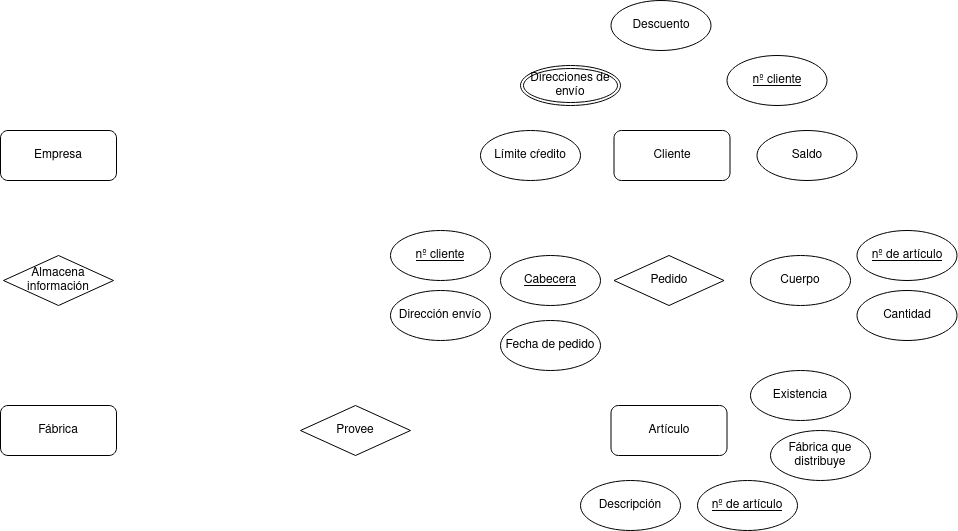 Descuento
Direcciones de
envío
nº cliente
Empresa
Límite cŕedito
Cliente
Saldo
nº cliente
nº de artículo
Almacena
información
Cabecera
Pedido
Cuerpo
Dirección envío
Cantidad
Fecha de pedido
Existencia
Fábrica
Provee
Artículo
Fábrica que
distribuye
Descripción
nº de artículo